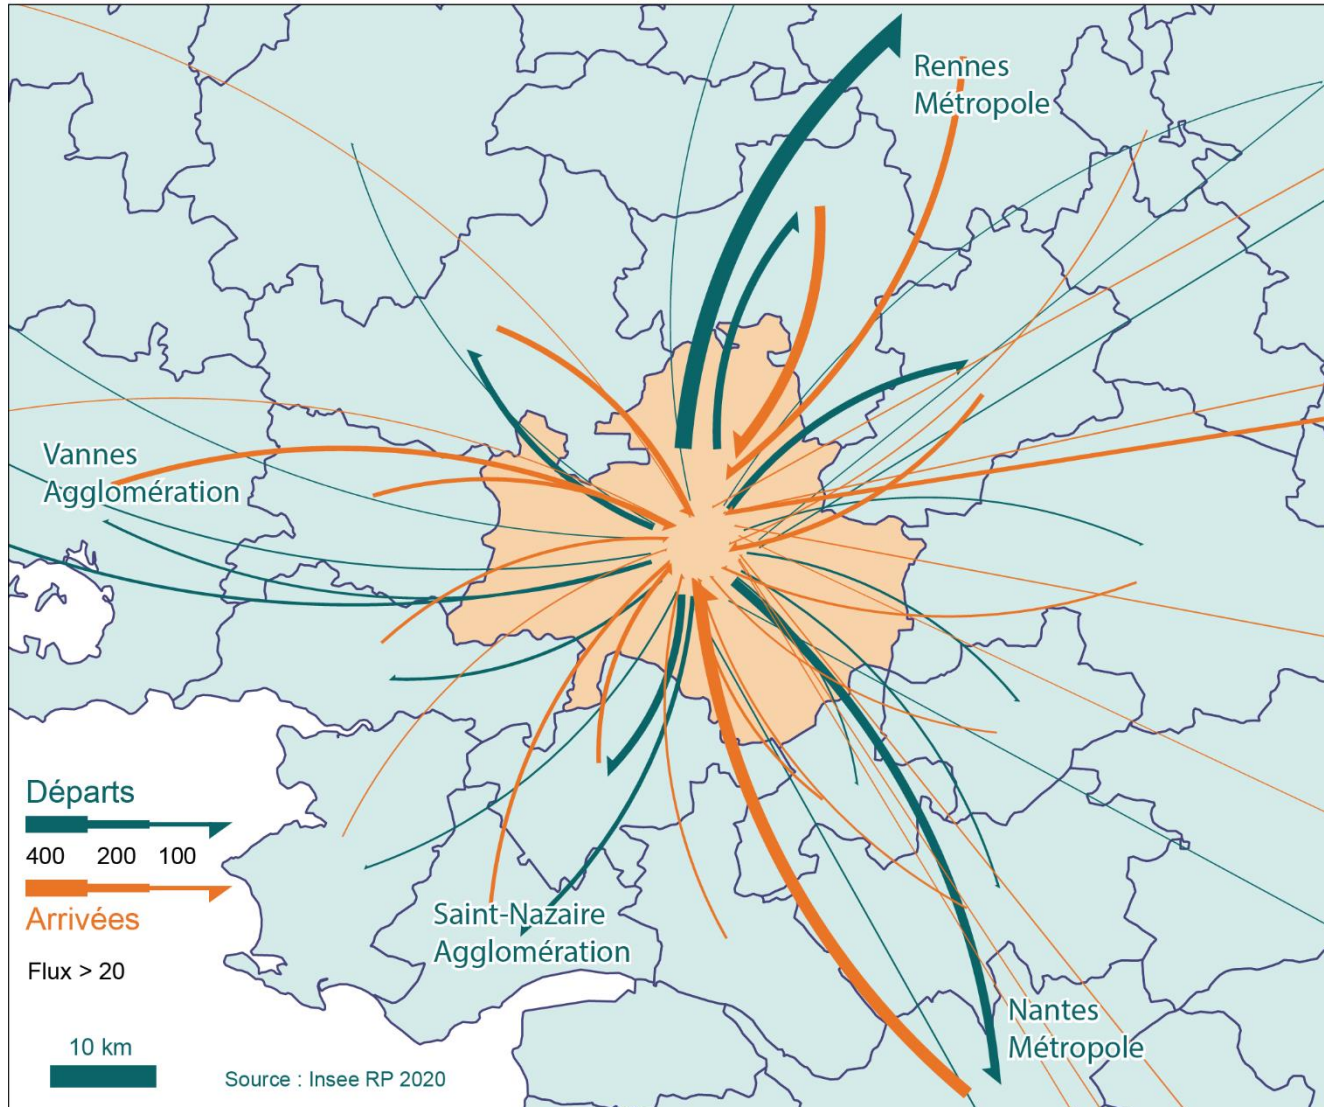 Rennes
Métropole
Vannes
Agglomération
Départs
400 200 100
Arrivées
Flux > 20
Saint-Nazaire
Agglomération
Nantes
Métropole
10 km
Source : Insee RP 2020